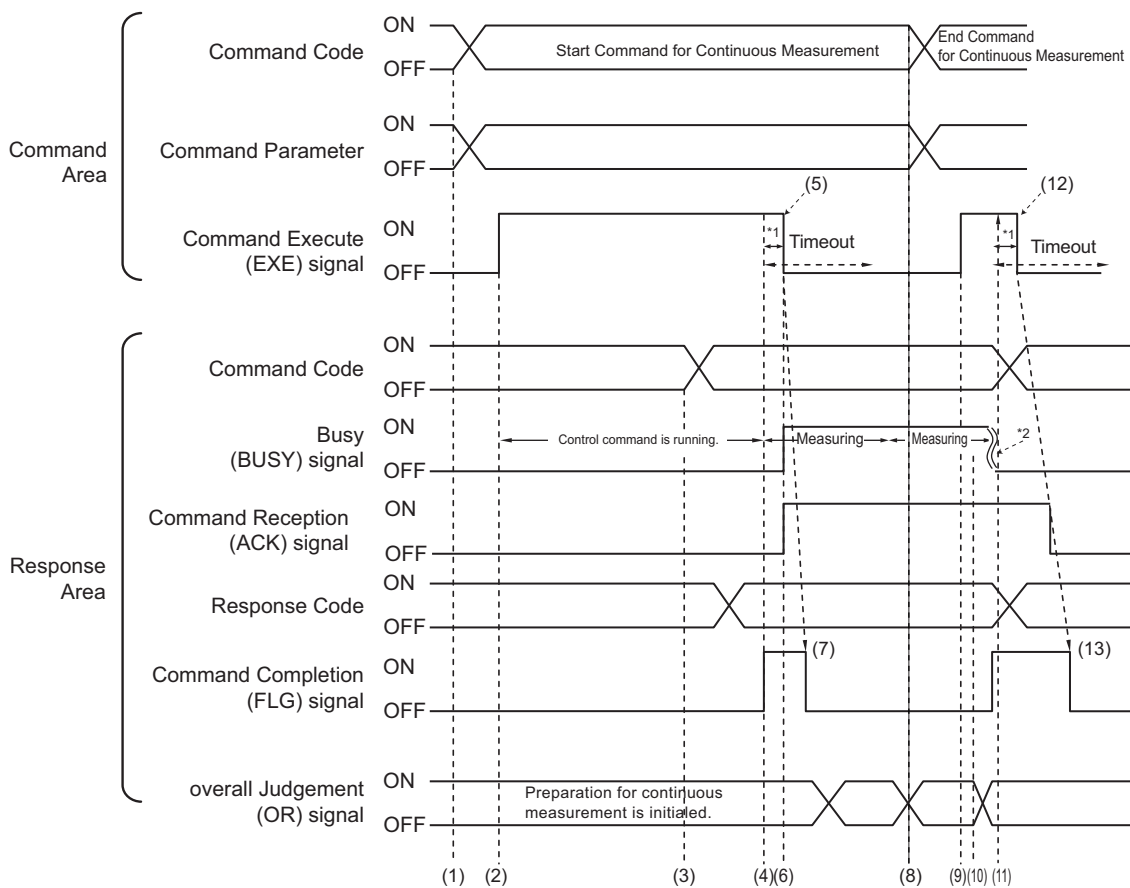 ON
Command Code
Start Command for Continuous Measurement
End Command
for Continuous Measurement
OFF
Command
Area
ON
Command Parameter
OFF
(5)
(12)
ON
Command Execute
(EXE) signal
*1
Timeout
*1
Timeout
OFF
Response
Area
ON
Command Code
OFF
ON
Busy
(BUSY) signal
Control command is running.
Measuring
Measuring
*2
OFF
ON
Command Reception
(ACK) signal
OFF
ON
Response Code
OFF
(7)
(13)
ON
Command Completion
(FLG) signal
OFF
ON
overall Judgement
(OR) signal
Preparation for continuous
measurement is initialed.
OFF
(1) (2) (3) (4)(6) (8) (9)(10) (11)